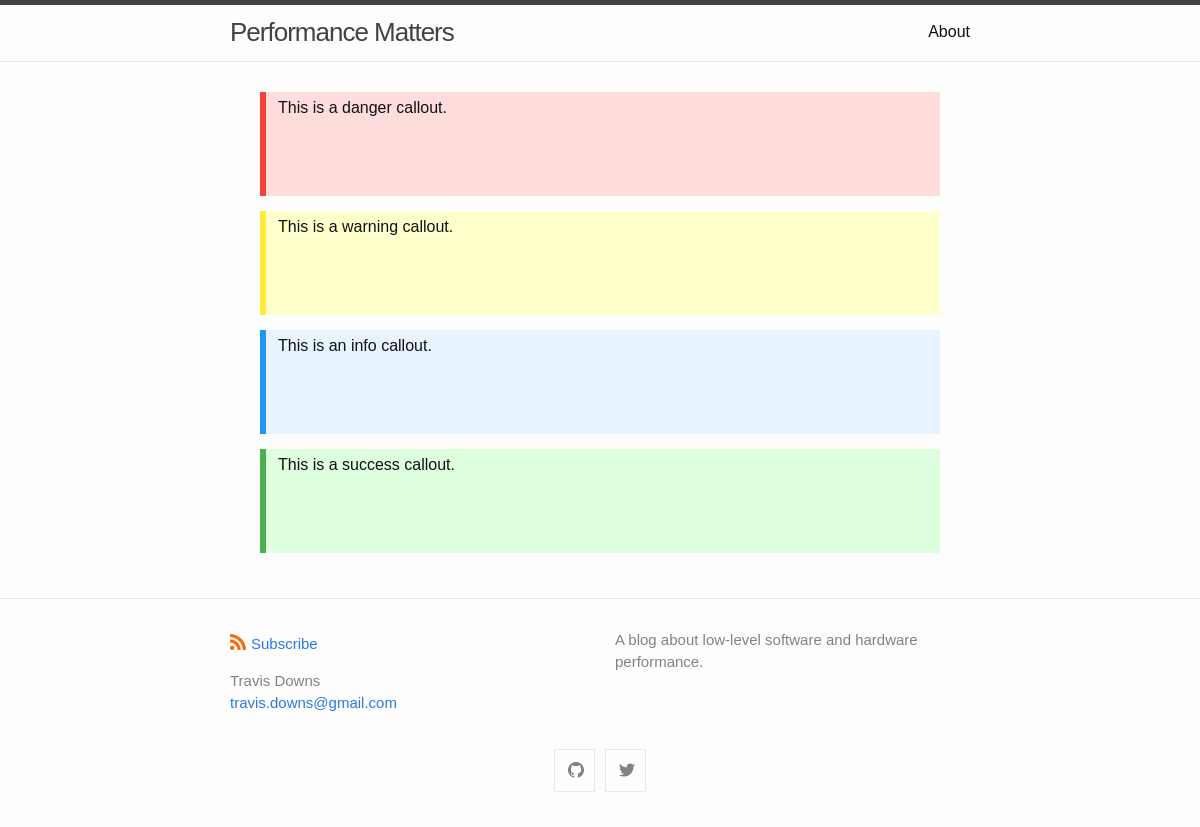 Performance Matters
About
This is a danger callout.
This is a warning callout.
This is an info callout.
This is a success callout.
Subscribe
Travis Downs
travis.downs@gmail.com
A blog about low-level software and hardware
performance.